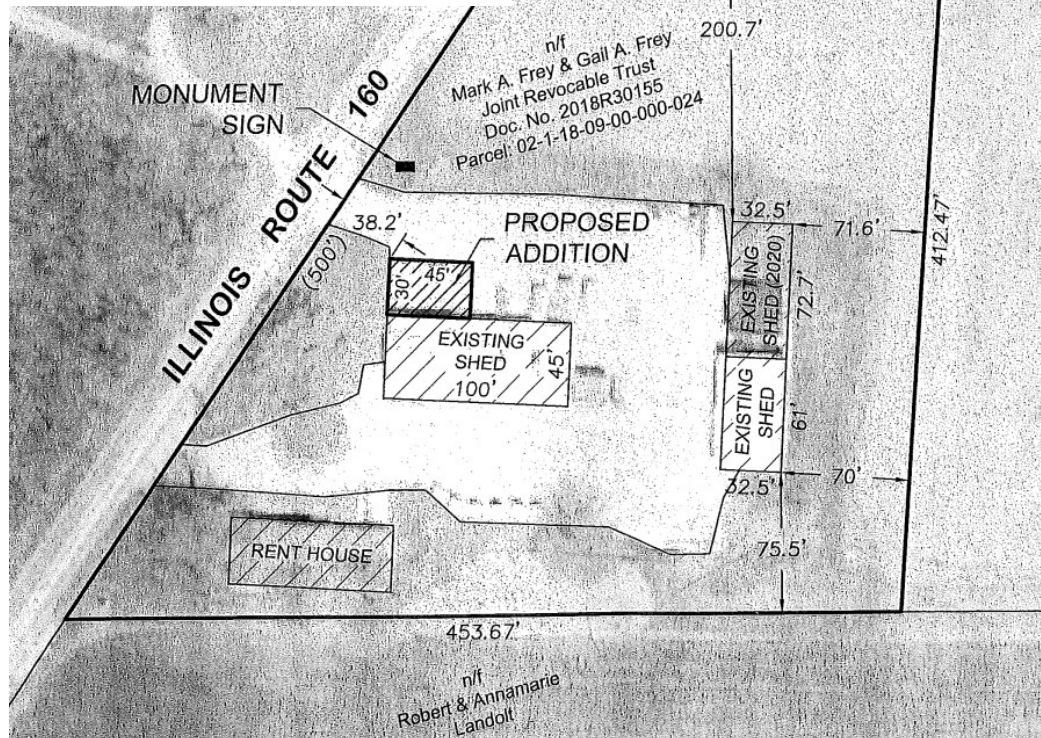 200.7'
n/f
Mark A. Frey & Gail A. Frey
Joint Revocable Trust
Doc. No. 2018R30155
Parcel: 02-1-18-09-00-000-024
MONUMENT
SIGN
ILLINOIS ROUTE 160
(500')
38.2'
PROPOSED
ADDITION
45'
30'
EXISTING
SHED
100'
45'
32.5'
71.6'
412.47'
EXISTING
SHED (2020)
72.7'
EXISTING
SHED
61'
32.5'
70'
75.5'
RENT HOUSE
453.67'
n/f
Robert & Annamarie
Landolt